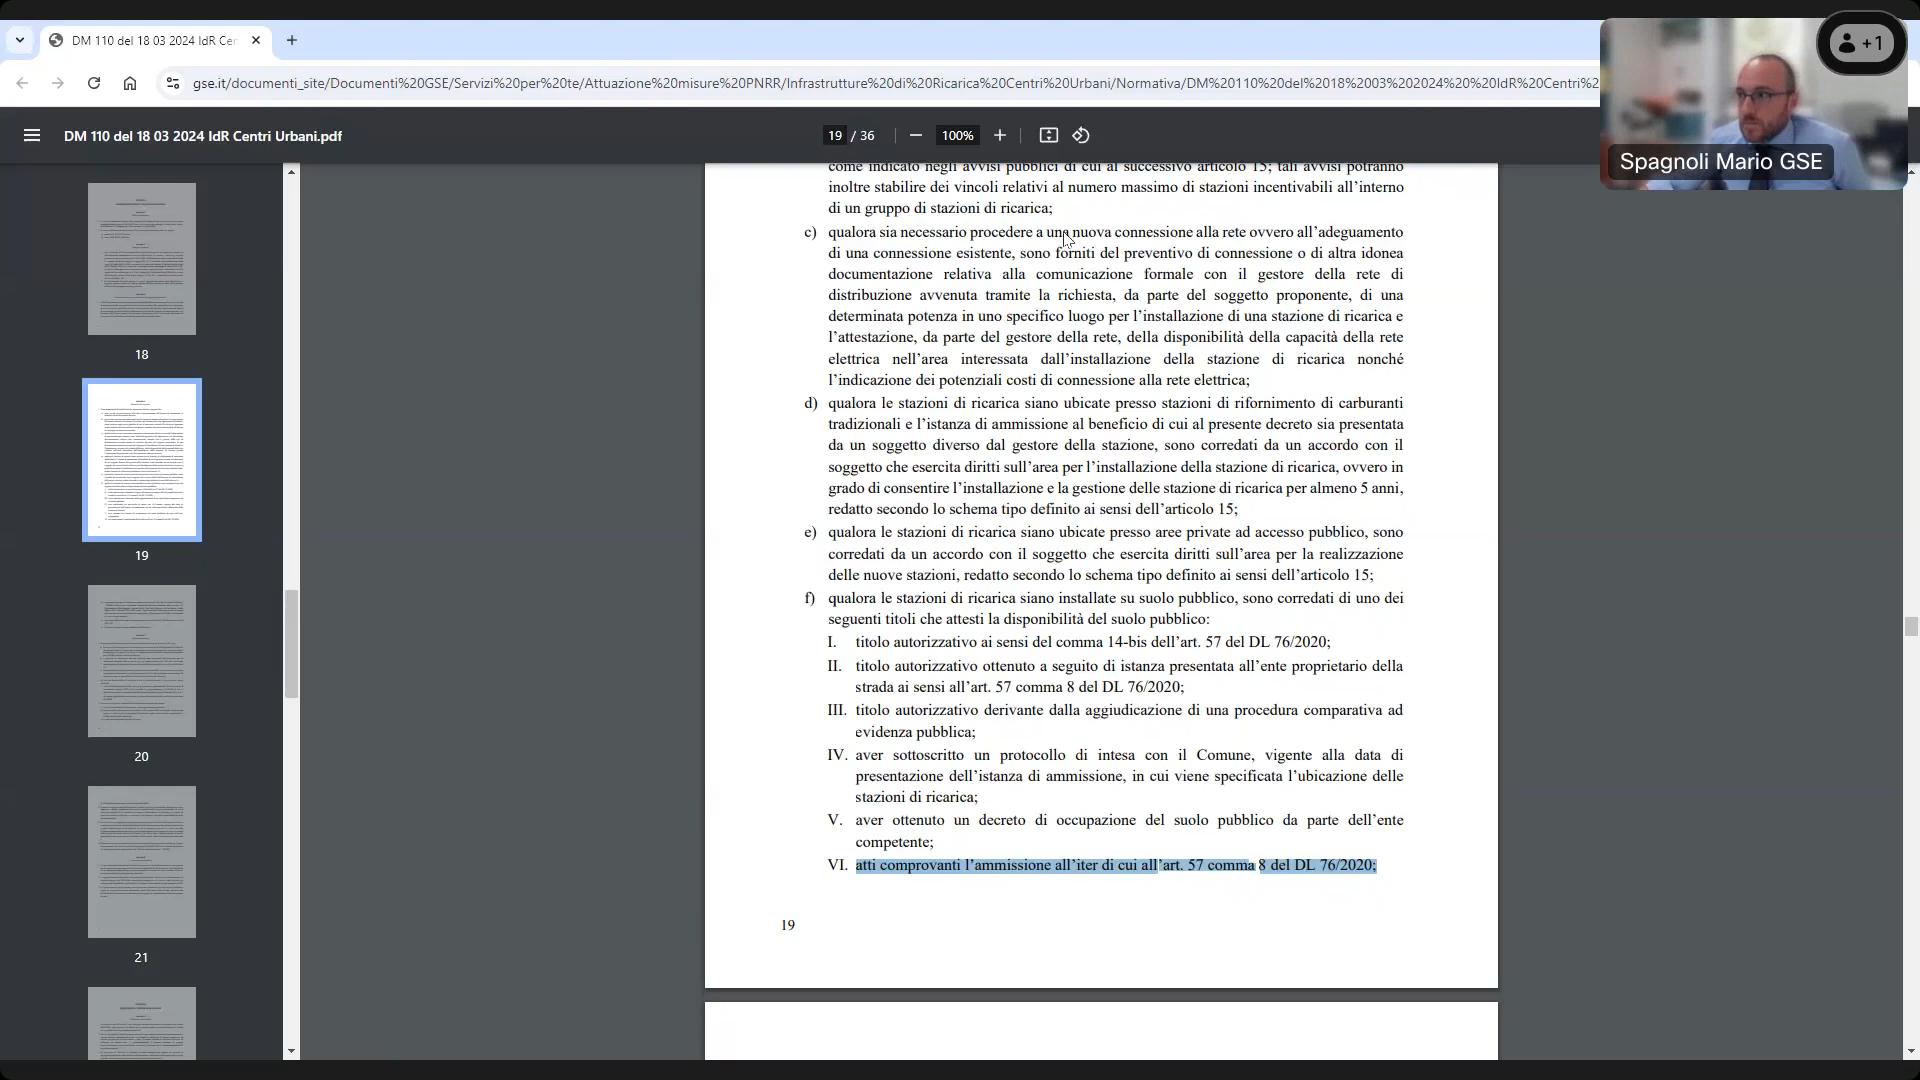 DM 110 del 18 03 2024 IdR Cen
+1
gse.it/documenti_site/Documenti%20GSE/Servizi%20per%20te/Attuazione%20misure%20PNRR/Infrastrutture%20di%20Ricarica%20Centri%20Urbani/Normativa/DM%20110%20del%2018%2003%202024%20%20IdR%20Centri%2
DM 110 del 18 03 2024 IdR Centri Urbani.pdf
19 / 36
100%
Spagnoli Mario GSE
18
19
20
21
come indicato negli avvisi pubblici di cui al successivo articolo 15; tali avvisi potranno
inoltre stabilire dei vincoli relativi al numero massimo di stazioni incentivabili all’interno
di un gruppo di stazioni di ricarica;
c) qualora sia necessario procedere a una nuova connessione alla rete ovvero all’adeguamento
di una connessione esistente, sono forniti del preventivo di connessione o di altra idonea
documentazione relativa alla comunicazione formale con il gestore della rete di
distribuzione avvenuta tramite la richiesta, da parte del soggetto proponente, di una
determinata potenza in uno specifico luogo per l’installazione di una stazione di ricarica e
l’attestazione, da parte del gestore della rete, della disponibilità della capacità della rete
elettrica nell’area interessata dall’installazione della stazione di ricarica nonché
l’indicazione dei potenziali costi di connessione alla rete elettrica;
d) qualora le stazioni di ricarica siano ubicate presso stazioni di rifornimento di carburanti
tradizionali e l’istanza di ammissione al beneficio di cui al presente decreto sia presentata
da un soggetto diverso dal gestore della stazione, sono corredati da un accordo con il
soggetto che esercita diritti sull’area per l’installazione della stazione di ricarica, ovvero in
grado di consentire l’installazione e la gestione delle stazione di ricarica per almeno 5 anni,
redatto secondo lo schema tipo definito ai sensi dell’articolo 15;
e) qualora le stazioni di ricarica siano ubicate presso aree private ad accesso pubblico, sono
corredati da un accordo con il soggetto che esercita diritti sull’area per la realizzazione
delle nuove stazioni, redatto secondo lo schema tipo definito ai sensi dell’articolo 15;
f) qualora le stazioni di ricarica siano installate su suolo pubblico, sono corredati di uno dei
seguenti titoli che attesti la disponibilità del suolo pubblico:
I. titolo autorizzativo ai sensi del comma 14-bis dell’art. 57 del DL 76/2020;
II. titolo autorizzativo ottenuto a seguito di istanza presentata all’ente proprietario della
strada ai sensi all’art. 57 comma 8 del DL 76/2020;
III. titolo autorizzativo derivante dalla aggiudicazione di una procedura comparativa ad
evidenza pubblica;
IV. aver sottoscritto un protocollo di intesa con il Comune, vigente alla data di
presentazione dell’istanza di ammissione, in cui viene specificata l’ubicazione delle
stazioni di ricarica;
V. aver ottenuto un decreto di occupazione del suolo pubblico da parte dell’ente
competente;
VI. atti comprovanti l’ammissione all’iter di cui all’art. 57 comma 8 del DL 76/2020;
19